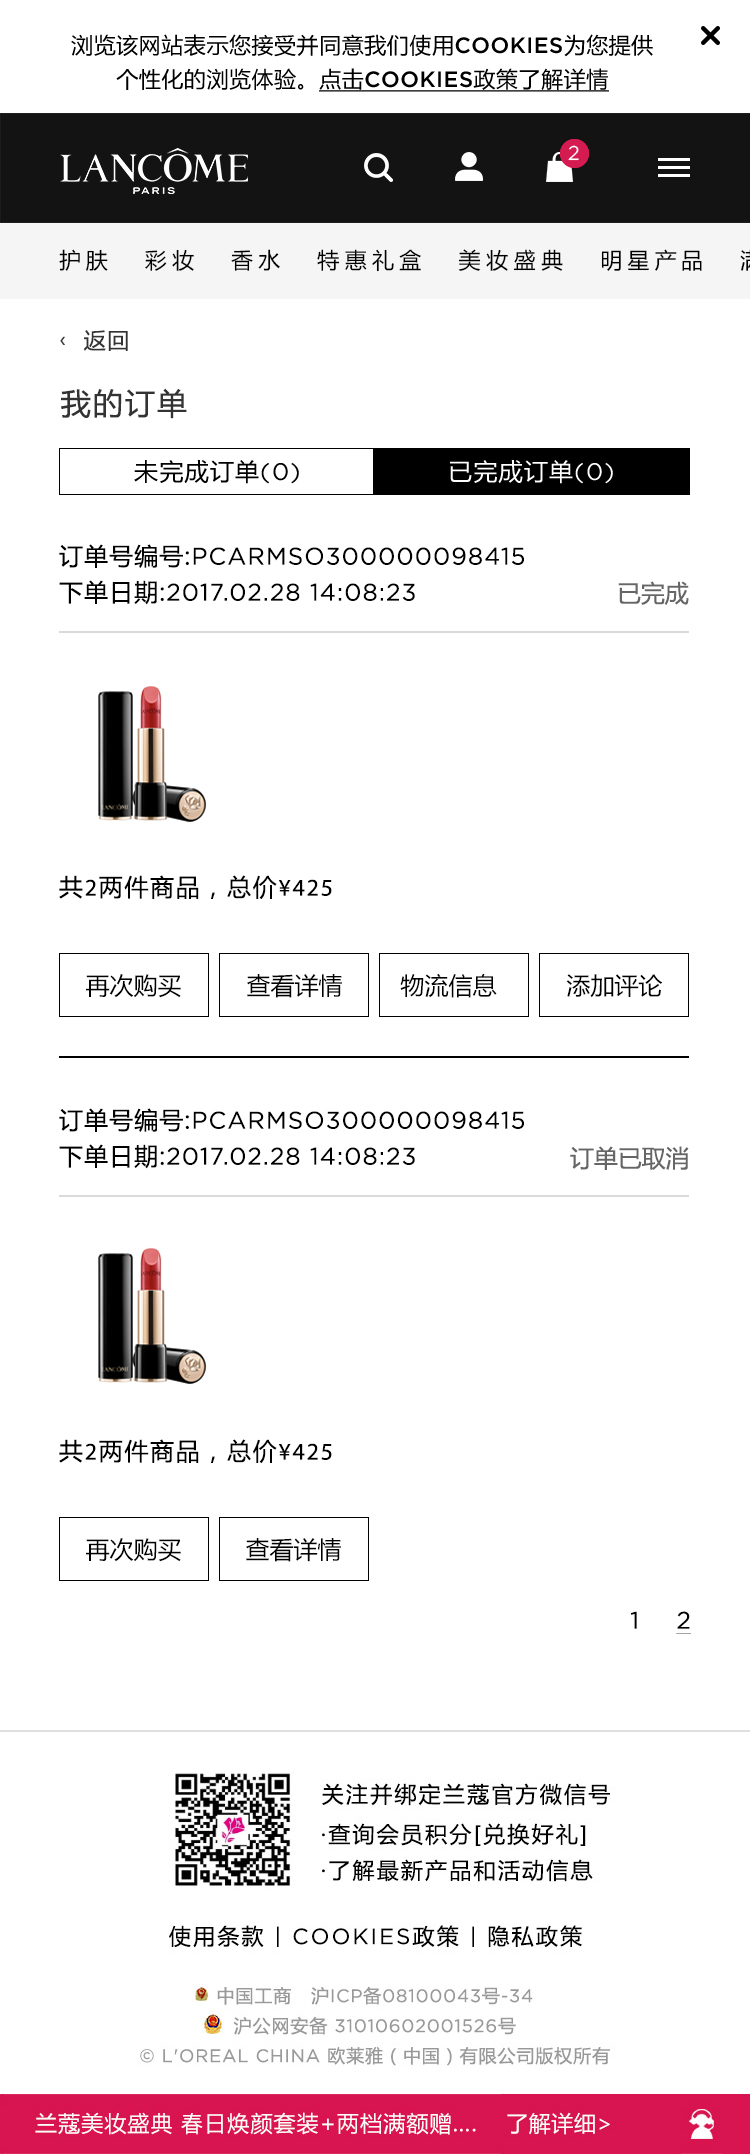 浏览该网站表示您接受并同意我们使用COOKIES为您提供
个性化的浏览体验。点击COOKIES政策了解详情
LANCÔME
PARIS
2
护肤 彩妆 香水 特惠礼盒 美妆盛典 明星产品
‹ 返回
我的订单
未完成订单(0) 已完成订单(0)
订单号编号:PCARMSO300000098415
下单日期:2017.02.28 14:08:23 已完成
LANCÔME
共2两件商品，总价¥425
再次购买 查看详情 物流信息 添加评论
订单号编号:PCARMSO300000098415
下单日期:2017.02.28 14:08:23 订单已取消
LANCÔME
共2两件商品，总价¥425
再次购买 查看详情
1 2
关注并绑定兰蔻官方微信号
·查询会员积分[兑换好礼]
·了解最新产品和活动信息
使用条款 | COOKIES政策 | 隐私政策
中国工商 沪ICP备08100043号-34
沪公网安备 31010602001526号
© L'OREAL CHINA 欧莱雅 ( 中国 ) 有限公司版权所有
兰蔻美妆盛典 春日焕颜套装+两档满额赠.... 了解详细>